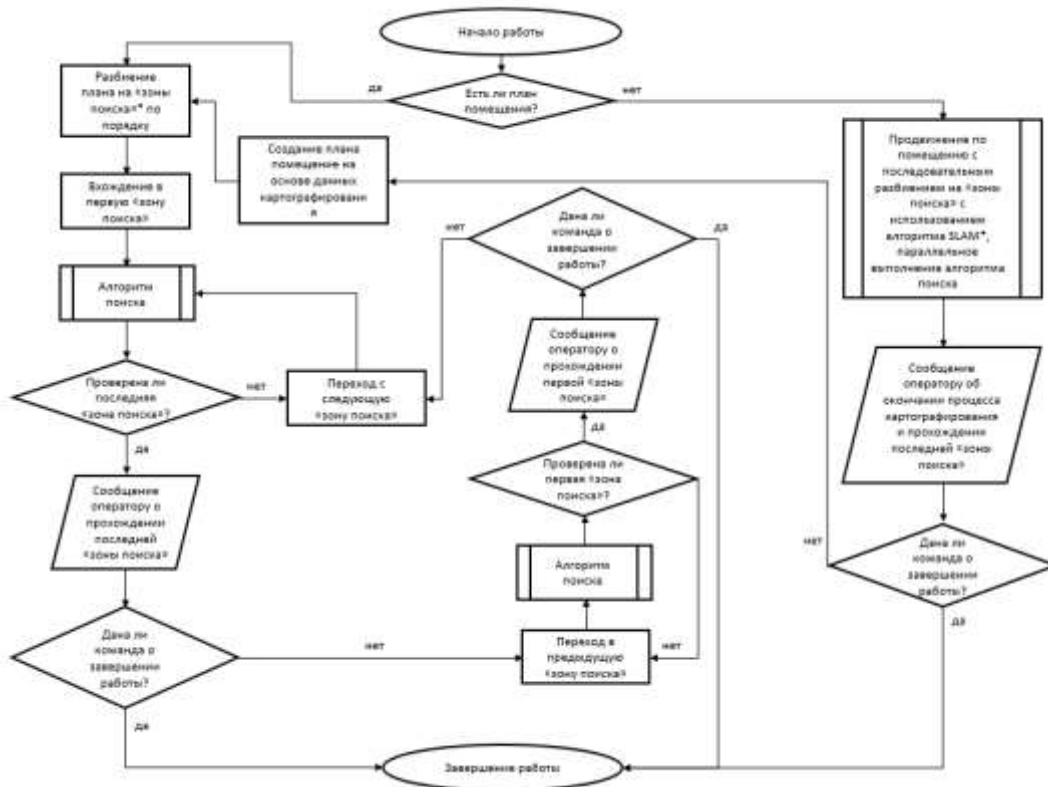 Начало работы
Есть ли план
помещения?
да
нет
Разбиение
плана на «зоны
поиска»* по
порядку
Создание плана
помещение на
основе данных
картографировани
я
Продвижение по
помещению с
последовательным
разбиением на «зоны
поиска» с
использованием
алгоритма SLAM*,
параллельное
выполнение алгоритма
поиска
Вхождение в
первую «зону
поиска»
Дана ли
команда о
завершении
работы?
нет
да
Алгоритм
поиска
Сообщение
оператору о
прохождении
первой «зоны
поиска»
Сообщение
оператору об
окончании процесса
картографирования
и прохождении
последней «зоны
поиска»
Проверена ли
последняя
«зона поиска»?
нет
Переход с
следующую
«зону поиска»
да
да
Проверена ли
первая «зона
поиска»?
Сообщение
оператору о
прохождении
последней
«зоны поиска»
Алгоритм
поиска
нет
Дана ли
команда о
завершении
работы?
да
Дана ли
команда о
завершении
работы?
нет
Переход в
предыдущую
«зону поиска»
нет
да
Завершение работы